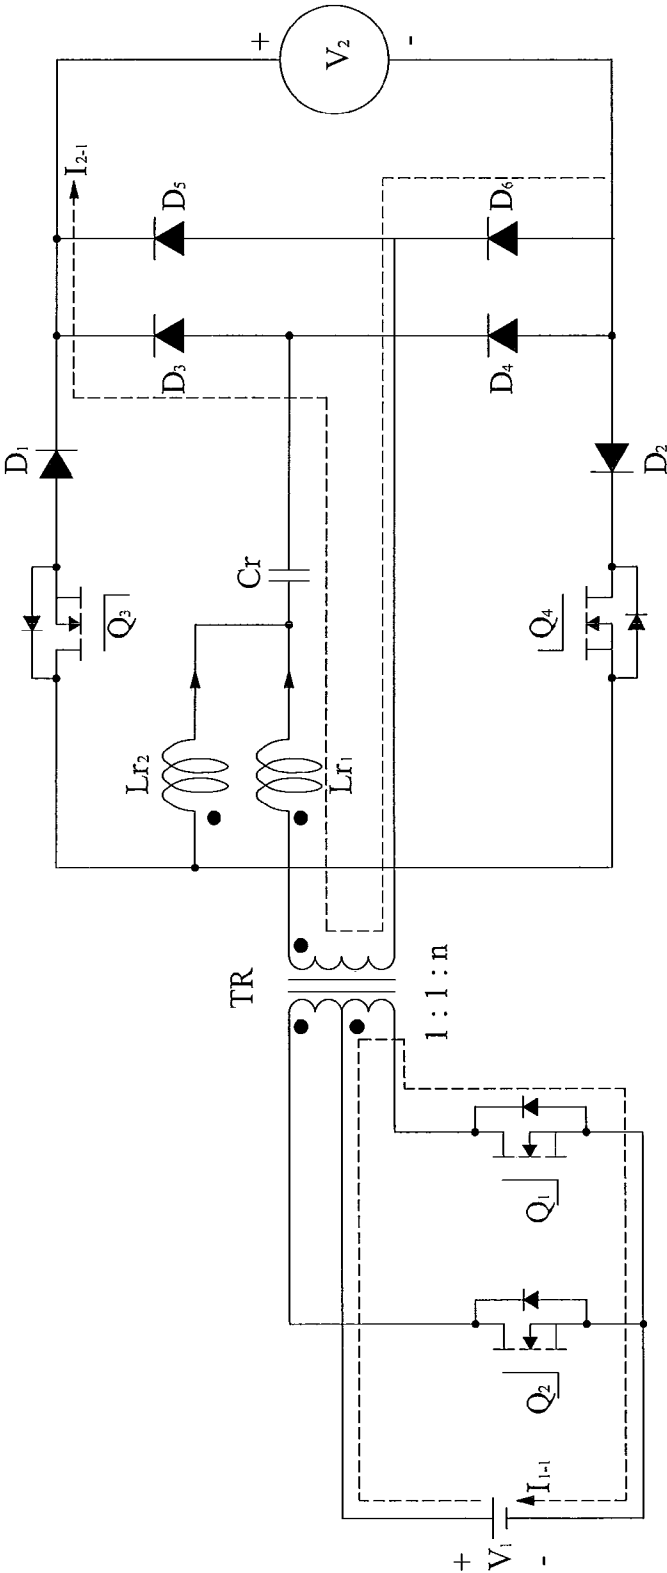 +
V₂
-
I₂₋₁
D₅
D₆
D₃
D₄
D₁
D₂
Cr
Q₃
Q₄
Lr₂
Lr₁
TR
1 : 1 : n
Q₁
Q₂
I₁₋₁
+
V₁
-